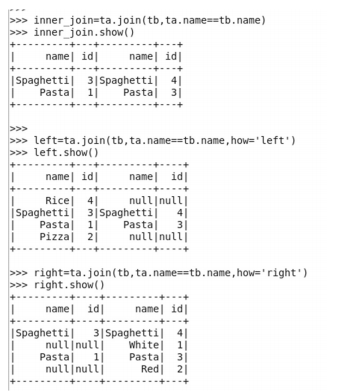 >>> inner_join=ta.join(tb,ta.name==tb.name)
>>> inner_join.show()
+---------+---+---------+---+
|     name| id|     name| id|
+---------+---+---------+---+
|Spaghetti|  3|Spaghetti|  4|
|    Pasta|  1|    Pasta|  3|
+---------+---+---------+---+
>>>
>>> left=ta.join(tb,ta.name==tb.name,how='left')
>>> left.show()
+---------+---+---------+----+
|     name| id|     name|  id|
+---------+---+---------+----+
|     Rice|  4|     null|null|
|Spaghetti|  3|Spaghetti|   4|
|    Pasta|  1|    Pasta|   3|
|    Pizza|  2|     null|null|
+---------+---+---------+----+
>>> right=ta.join(tb,ta.name==tb.name,how='right')
>>> right.show()
+---------+----+---------+---+
|     name|  id|     name| id|
+---------+----+---------+---+
|Spaghetti|   3|Spaghetti|  4|
|     null|null|    White|  1|
|    Pasta|   1|    Pasta|  3|
|     null|null|      Red|  2|
+---------+----+---------+---+